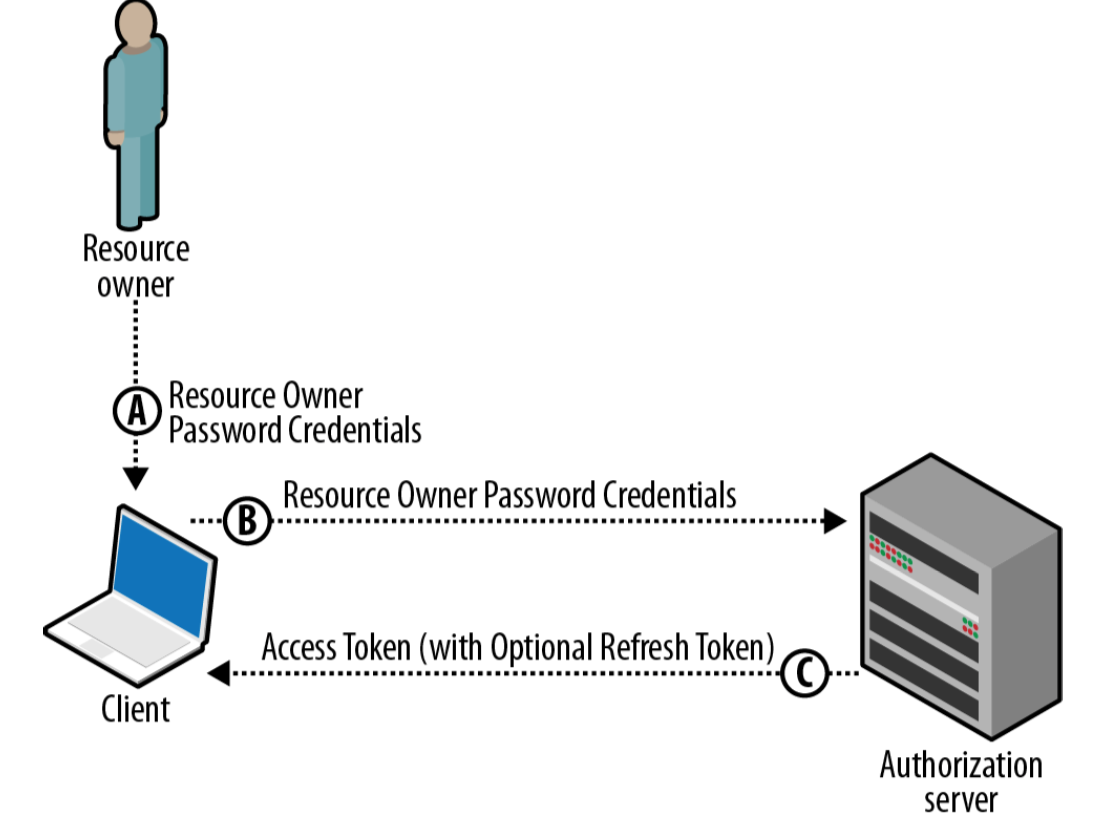 Resource
owner
A
Resource Owner
Password Credentials
B
Resource Owner Password Credentials
Access Token (with Optional Refresh Token)
C
Client
Authorization
server